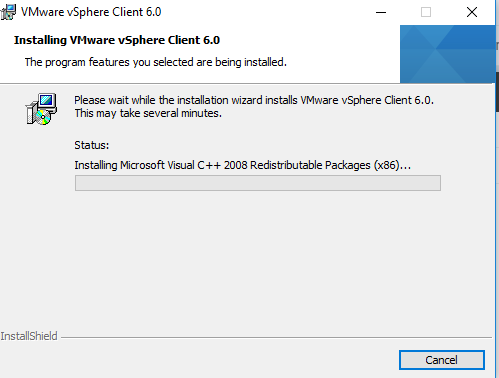 VMware vSphere Client 6.0
Installing VMware vSphere Client 6.0
The program features you selected are being installed.
Please wait while the installation wizard installs VMware vSphere Client 6.0.
This may take several minutes.
Status:
Installing Microsoft Visual C++ 2008 Redistributable Packages (x86)...
InstallShield
Cancel